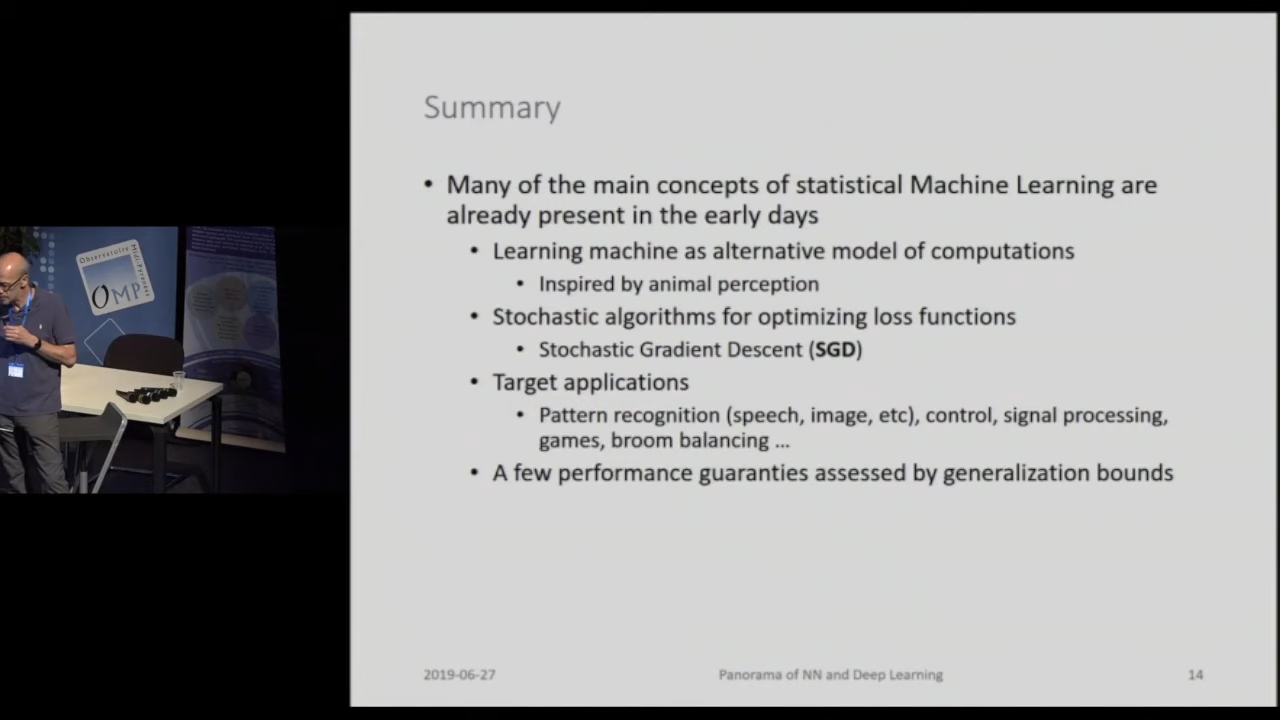 Summary
• Many of the main concepts of statistical Machine Learning are
already present in the early days
• Learning machine as alternative model of computations
• Inspired by animal perception
• Stochastic algorithms for optimizing loss functions
• Stochastic Gradient Descent (SGD)
• Target applications
• Pattern recognition (speech, image, etc), control, signal processing,
games, broom balancing ...
• A few performance guaranties assessed by generalization bounds
2019-06-27
Panorama of NN and Deep Learning
14
Observatoire
Midi-Pyrénées
OMP